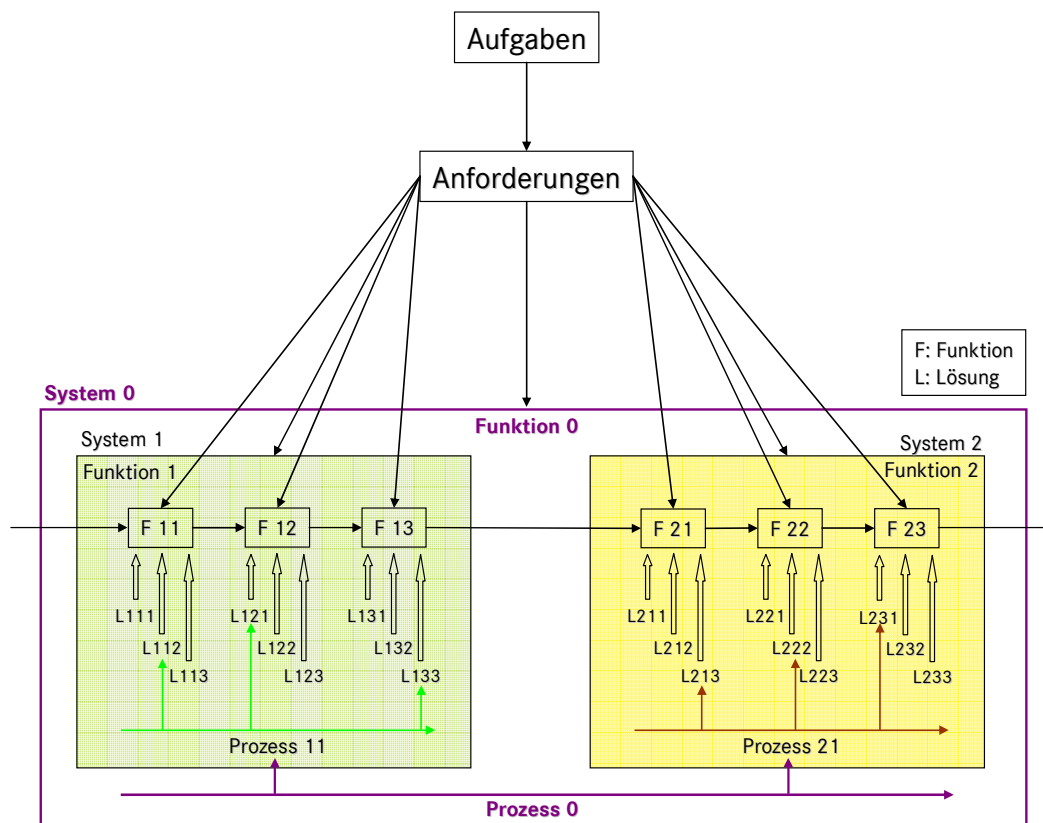 Aufgaben
Anforderungen
F: Funktion
L: Lösung
System 0
Funktion 0
System 1
System 2
Funktion 1
Funktion 2
F 11
F 12
F 13
F 21
F 22
F 23
L111
L121
L131
L211
L221
L231
L112
L122
L132
L212
L222
L232
L113
L123
L133
L213
L223
L233
Prozess 11
Prozess 21
Prozess 0